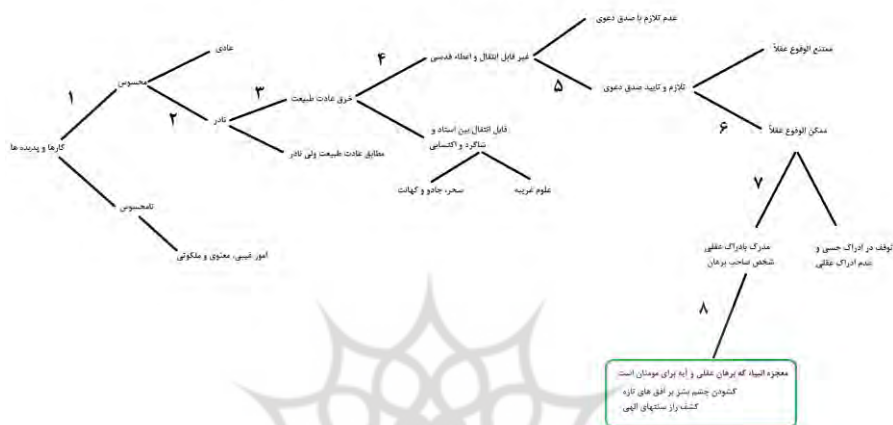 کارها و پدیده ها
۱
محسوس
نامحسوس
امور غیبی، معنوی و ملکوتی
عادی
۲
نادر
۳
خرق عادت طبیعت
مطابق عادت طبیعت ولی نادر
۴
غیر قابل انتقال و اعطاء قدسی
قابل انتقال بین استاد و
شاگرد و اکتسابی
علوم غریبه
سحر، جادو و کهانت
عدم تلازم با صدق دعوی
۵
تلازم و تایید صدق دعوی
ممتنع الوقوع عقلاً
۶
ممکن الوقوع عقلاً
۷
توقف در ادراک حسی و
عدم ادراک عقلی
مدرک بادراک عقلی
شخص صاحب برهان
۸
معجزه انبیاء که برهان عقلی و آیه برای مومنان است
گشودن چشم بشر بر افق های تازه
کشف راز سنتهای الهی